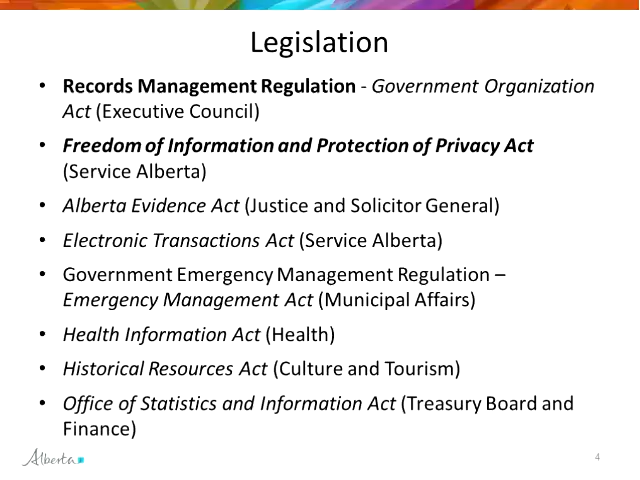 Legislation
• Records Management Regulation - Government Organization
Act (Executive Council)
• Freedom of Information and Protection of Privacy Act
(Service Alberta)
• Alberta Evidence Act (Justice and Solicitor General)
• Electronic Transactions Act (Service Alberta)
• Government Emergency Management Regulation –
Emergency Management Act (Municipal Affairs)
• Health Information Act (Health)
• Historical Resources Act (Culture and Tourism)
• Office of Statistics and Information Act (Treasury Board and
Finance)
Alberta
4